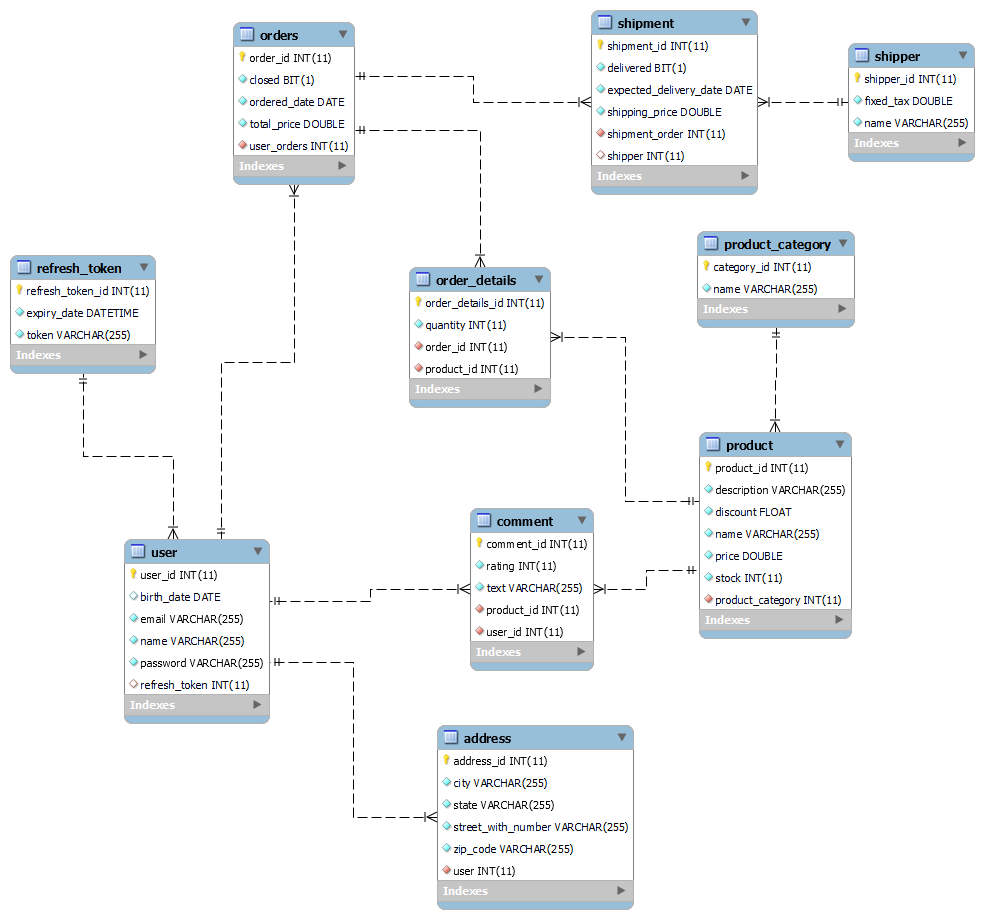 orders
order_id INT(11)
closed BIT(1)
ordered_date DATE
total_price DOUBLE
user_orders INT(11)
Indexes
shipment
shipment_id INT(11)
delivered BIT(1)
expected_delivery_date DATE
shipping_price DOUBLE
shipment_order INT(11)
shipper INT(11)
Indexes
shipper
shipper_id INT(11)
fixed_tax DOUBLE
name VARCHAR(255)
Indexes
refresh_token
refresh_token_id INT(11)
expiry_date DATETIME
token VARCHAR(255)
Indexes
order_details
order_details_id INT(11)
quantity INT(11)
order_id INT(11)
product_id INT(11)
Indexes
product_category
category_id INT(11)
name VARCHAR(255)
Indexes
product
product_id INT(11)
description VARCHAR(255)
discount FLOAT
name VARCHAR(255)
price DOUBLE
stock INT(11)
product_category INT(11)
Indexes
user
user_id INT(11)
birth_date DATE
email VARCHAR(255)
name VARCHAR(255)
password VARCHAR(255)
refresh_token INT(11)
Indexes
comment
comment_id INT(11)
rating INT(11)
text VARCHAR(255)
product_id INT(11)
user_id INT(11)
Indexes
address
address_id INT(11)
city VARCHAR(255)
state VARCHAR(255)
street_with_number VARCHAR(255)
zip_code VARCHAR(255)
user INT(11)
Indexes